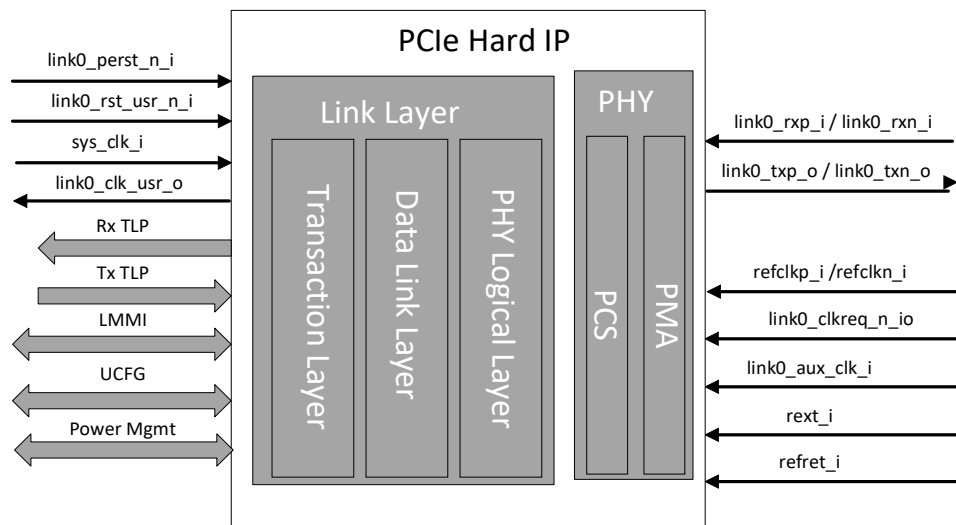 PCIe Hard IP
link0_perst_n_i
link0_rst_usr_n_i
sys_clk_i
link0_clk_usr_o
Rx TLP
Tx TLP
LMMI
UCFG
Power Mgmt
Link Layer
Transaction Layer
Data Link Layer
PHY Logical Layer
PHY
PCS
PMA
link0_rxp_i / link0_rxn_i
link0_txp_o / link0_txn_o
refclkp_i /refclkn_i
link0_clkreq_n_io
link0_aux_clk_i
rext_i
refret_i